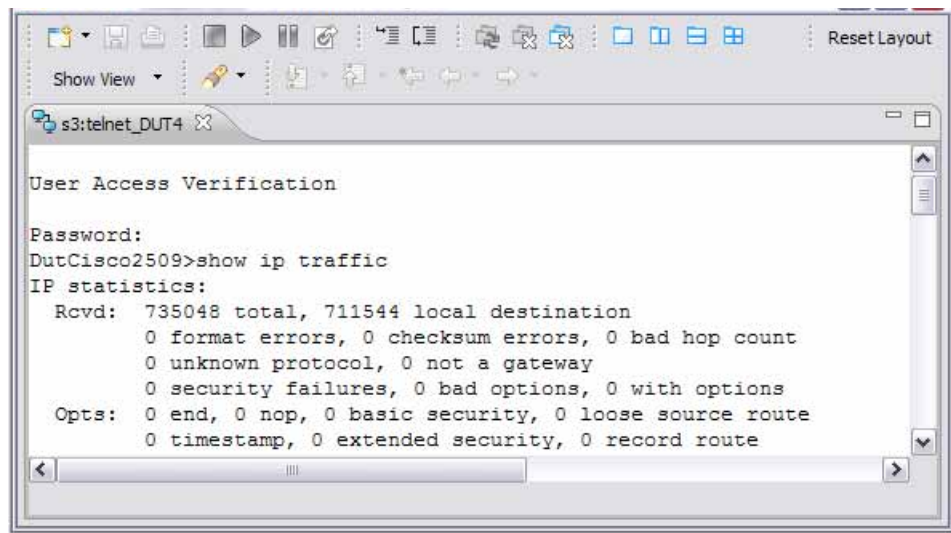 Reset Layout
Show View
s3:telnet_DUT4
User Access Verification
Password:
DutCisco2509>show ip traffic
IP statistics:
Rcvd: 735048 total, 711544 local destination
0 format errors, 0 checksum errors, 0 bad hop count
0 unknown protocol, 0 not a gateway
0 security failures, 0 bad options, 0 with options
Opts: 0 end, 0 nop, 0 basic security, 0 loose source route
0 timestamp, 0 extended security, 0 record route